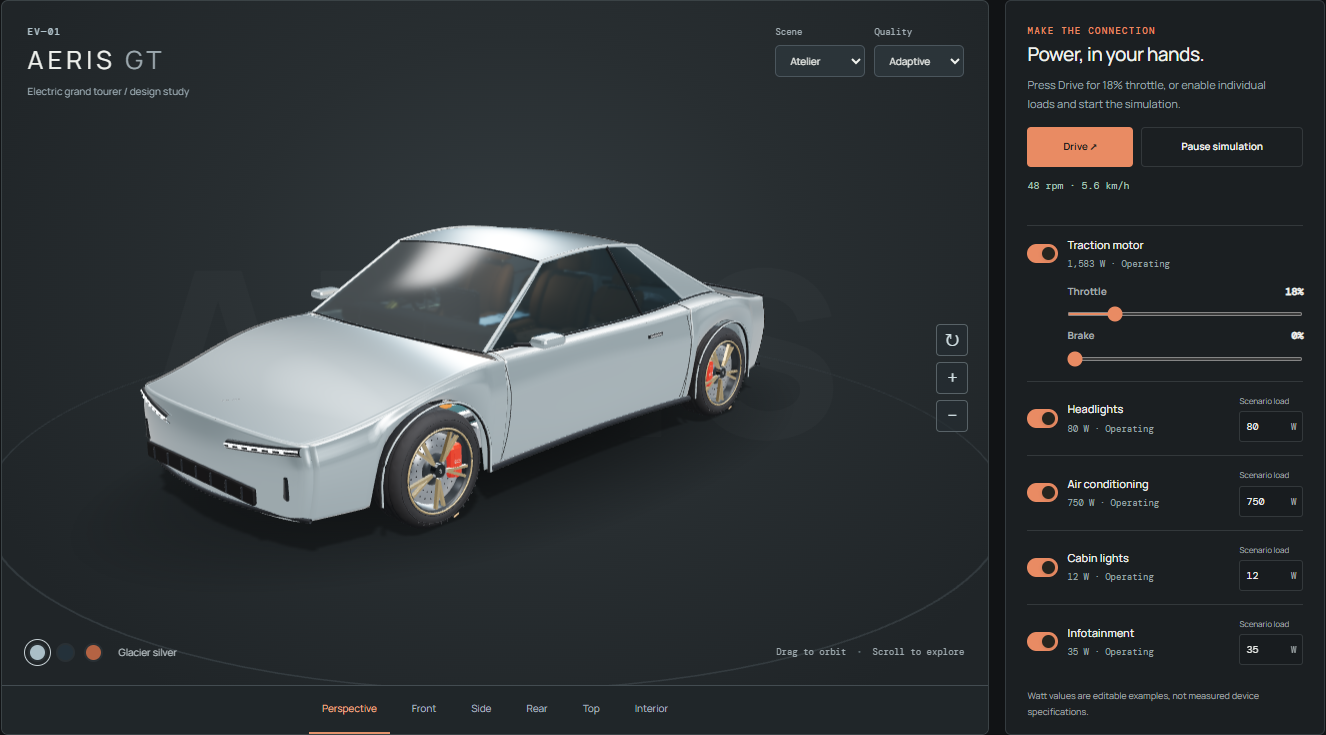 EV—01
AERIS GT
Electric grand tourer / design study
Scene
Quality
Atelier
Adaptive
+
−
Glacier silver
Drag to orbit · Scroll to explore
Perspective
Front
Side
Rear
Top
Interior
MAKE THE CONNECTION
Power, in your hands.
Press Drive for 18% throttle, or enable individual
loads and start the simulation.
Drive ↗
Pause simulation
48 rpm · 5.6 km/h
Traction motor
1,583 W · Operating
Throttle 18%
Brake 0%
Headlights
80 W · Operating
Scenario load
80 W
Air conditioning
750 W · Operating
Scenario load
750 W
Cabin lights
12 W · Operating
Scenario load
12 W
Infotainment
35 W · Operating
Scenario load
35 W
Watt values are editable examples, not measured device
specifications.